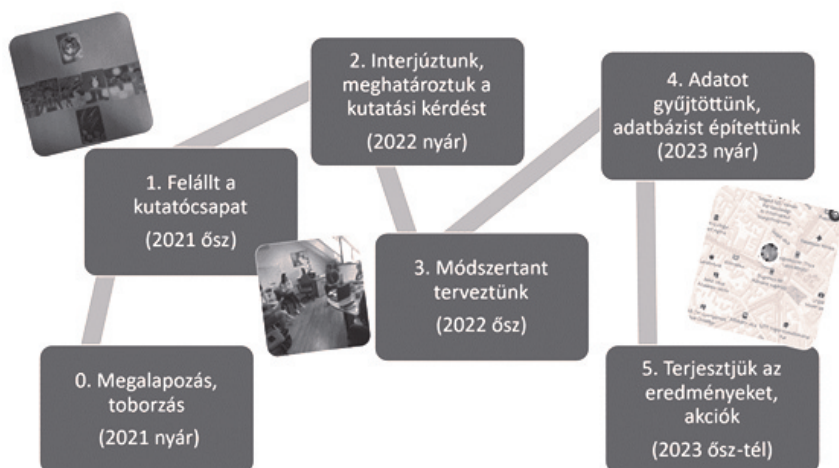 0. Megalapozás,
toborzás
(2021 nyár)
1. Felállt a
kutatócsapat
(2021 ősz)
2. Interjúztunk,
meghatároztuk a
kutatási kérdést
(2022 nyár)
3. Módszertant
terveztünk
(2022 ősz)
4. Adatot
gyűjtöttünk,
adatbázist építettünk
(2023 nyár)
5. Terjesztjük az
eredményeket,
akciók
(2023 ősz-tél)